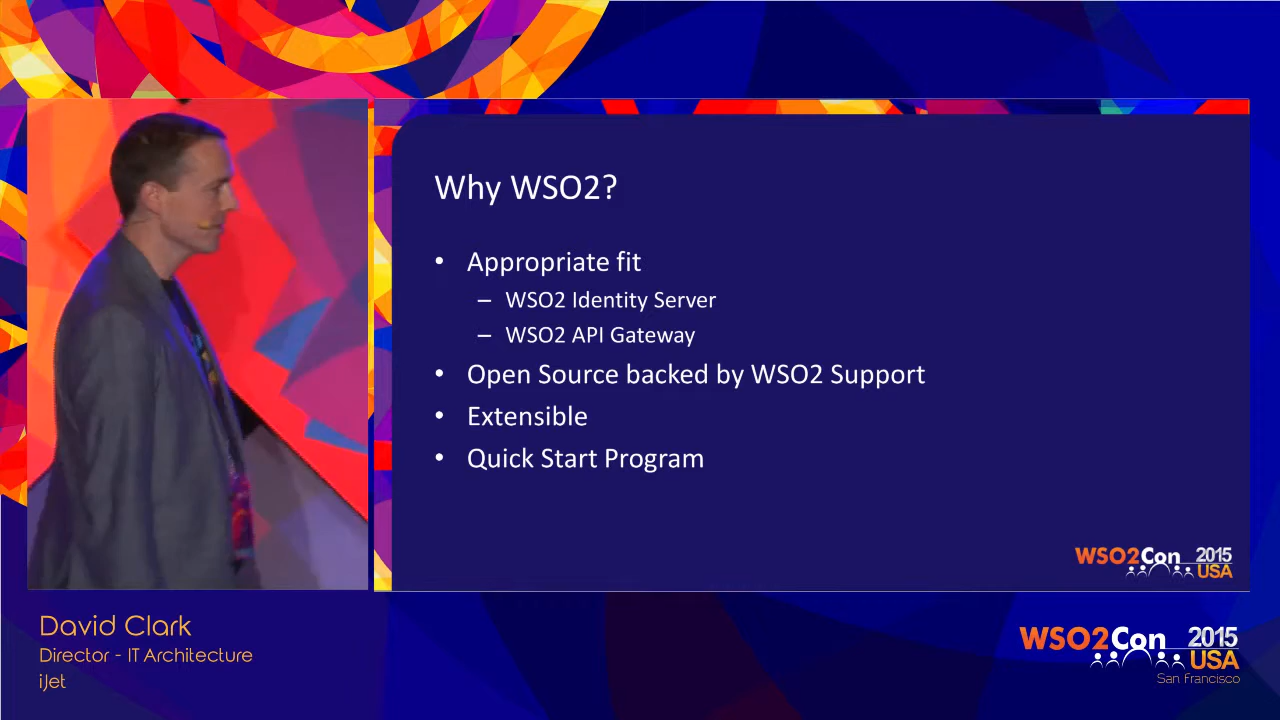 Why WSO2?
• Appropriate fit
– WSO2 Identity Server
– WSO2 API Gateway
• Open Source backed by WSO2 Support
• Extensible
• Quick Start Program
WSO2Con 2015
USA
David Clark
Director - IT Architecture
iJet
WSO2Con 2015
USA
San Francisco